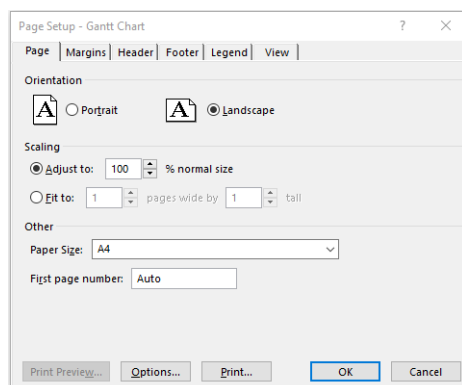 Page Setup - Gantt Chart ? ×
Page Margins Header Footer Legend View
Orientation
A Portrait A Landscape
Scaling
Adjust to: 100 % normal size
Fit to: 1 pages wide by 1 tall
Other
Paper Size: A4
First page number: Auto
Print Preview... Options... Print... OK Cancel